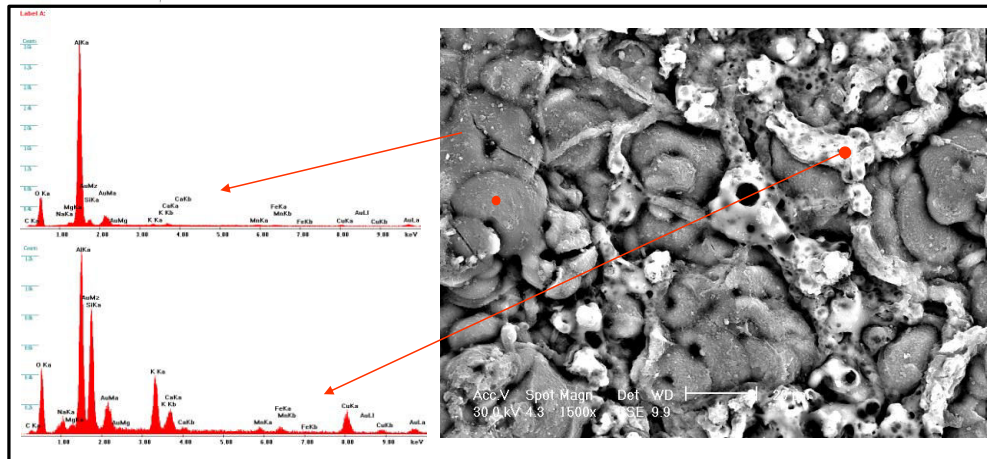 Label A:
AlKa
O Ka
AuMz
SiKa
AuMa
MgKa
NaKa
C Ka
AuMg
CaKb
CaKa
K Kb
K Ka
FeKa
MnKb
MnKa
FeKb
CuKa
AuLl
CuKb
AuLa
1.00 2.00 3.00 4.00 5.00 6.00 7.00 8.00 9.00 keV
AlKa
AuMz
SiKa
O Ka
K Ka
AuMa
CaKa
K Kb
NaKa
MgKa
C Ka
AuMg
CaKb
FeKa
MnKb
MnKa
FeKb
CuKa
AuLl
CuKb
AuLa
1.00 2.00 3.00 4.00 5.00 6.00 7.00 8.00 9.00 keV
Acc.V Spot Magn Det WD
30.0 kV 4.3 1500x 9.9